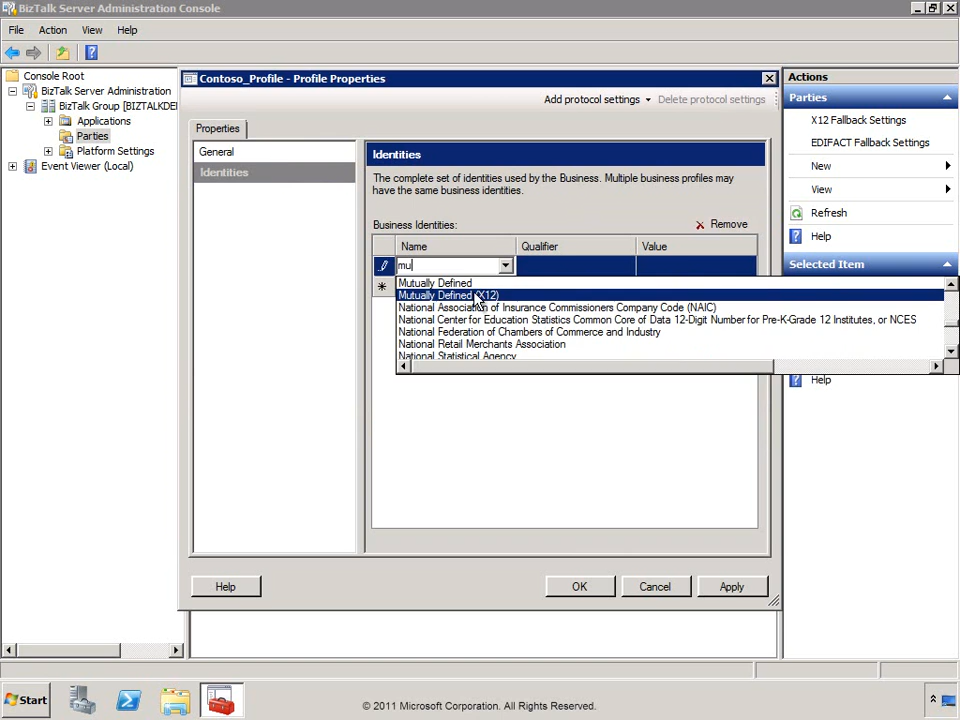 BizTalk Server Administration Console
File Action View Help
Console Root
BizTalk Server Administration
BizTalk Group [BIZTALKDEI
Applications
Parties
Platform Settings
Event Viewer (Local)
Contoso_Profile - Profile Properties
Add protocol settings Delete protocol settings
Properties
General
Identities
Identities
The complete set of identities used by the Business. Multiple business profiles may
have the same business identities.
Business Identities: Remove
Name Qualifier Value
mu
Mutually Defined
Mutually Defined (X12)
National Association of Insurance Commissioners Company Code (NAIC)
National Center for Education Statistics Common Core of Data 12-Digit Number for Pre-K-Grade 12 Institutes, or NCES
National Federation of Chambers of Commerce and Industry
National Retail Merchants Association
National Statistical Agency
Help OK Cancel Apply
Actions
Parties
X12 Fallback Settings
EDIFACT Fallback Settings
New
View
Refresh
Help
Selected Item
Help
Start
© 2011 Microsoft Corporation. All Rights Reserved.